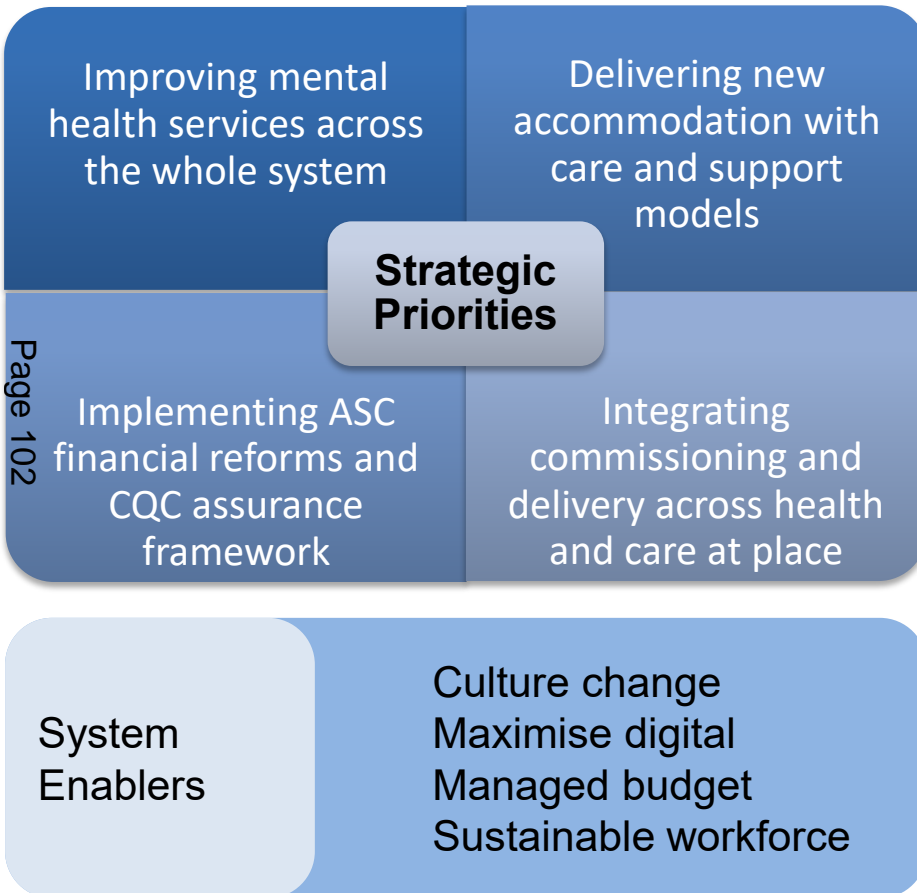 Improving mental
health services across
the whole system
Delivering new
accommodation with
care and support
models
Strategic
Priorities
Page 102
Implementing ASC
financial reforms and
CQC assurance
framework
Integrating
commissioning and
delivery across health
and care at place
System
Enablers
Culture change
Maximise digital
Managed budget
Sustainable workforce